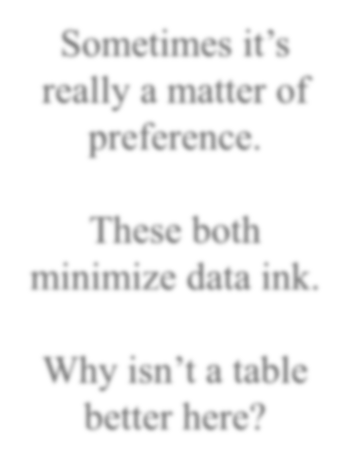 Sometimes it’s
really a matter of
preference.
These both
minimize data ink.
Why isn’t a table
better here?